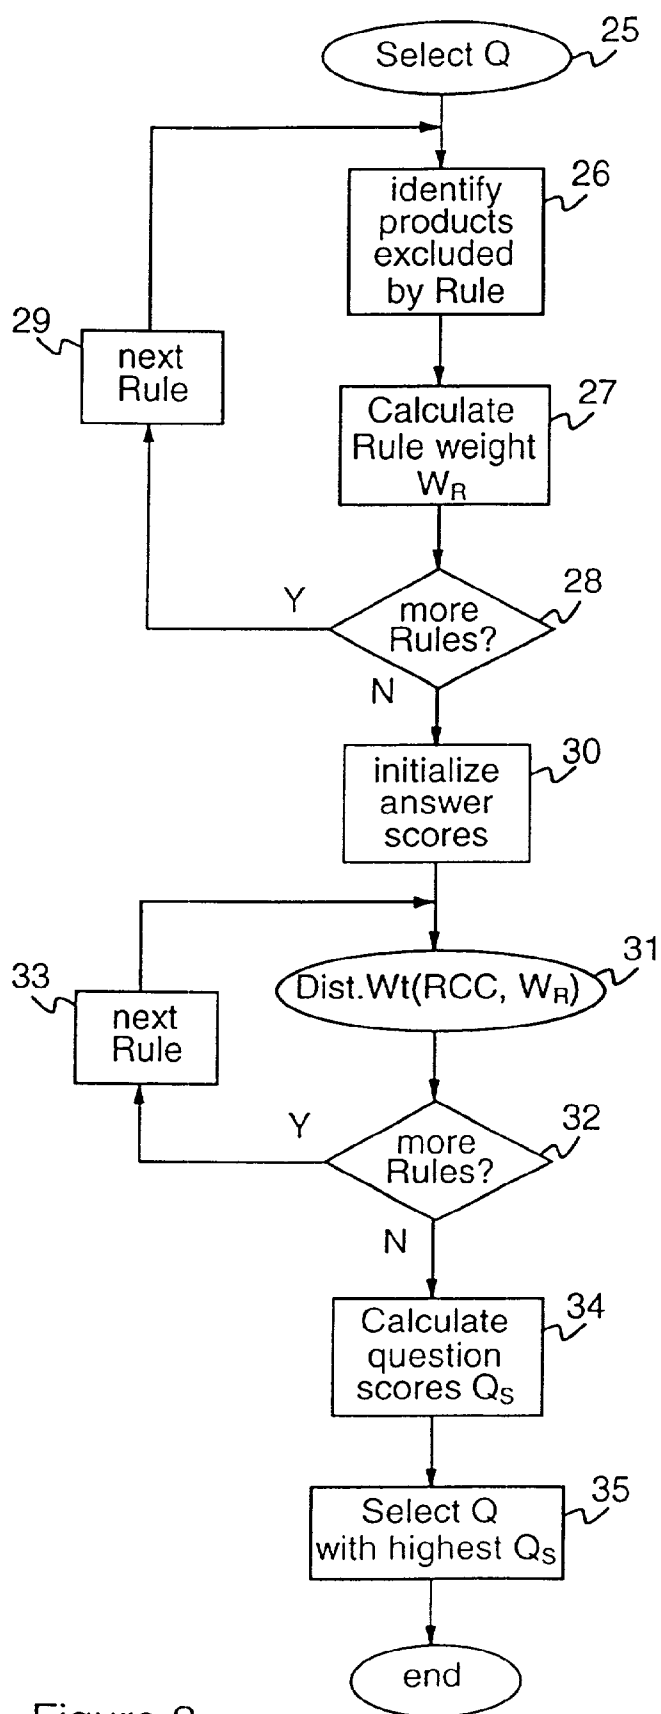 Select Q
25
identify
products
excluded
by Rule
26
29
next
Rule
Calculate
Rule weight
W_R
27
more
Rules?
28
Y
N
initialize
answer
scores
30
Dist.Wt(RCC, W_R)
31
33
next
Rule
more
Rules?
32
Y
N
Calculate
question
scores Q_S
34
Select Q
with highest Q_S
35
end
Figure